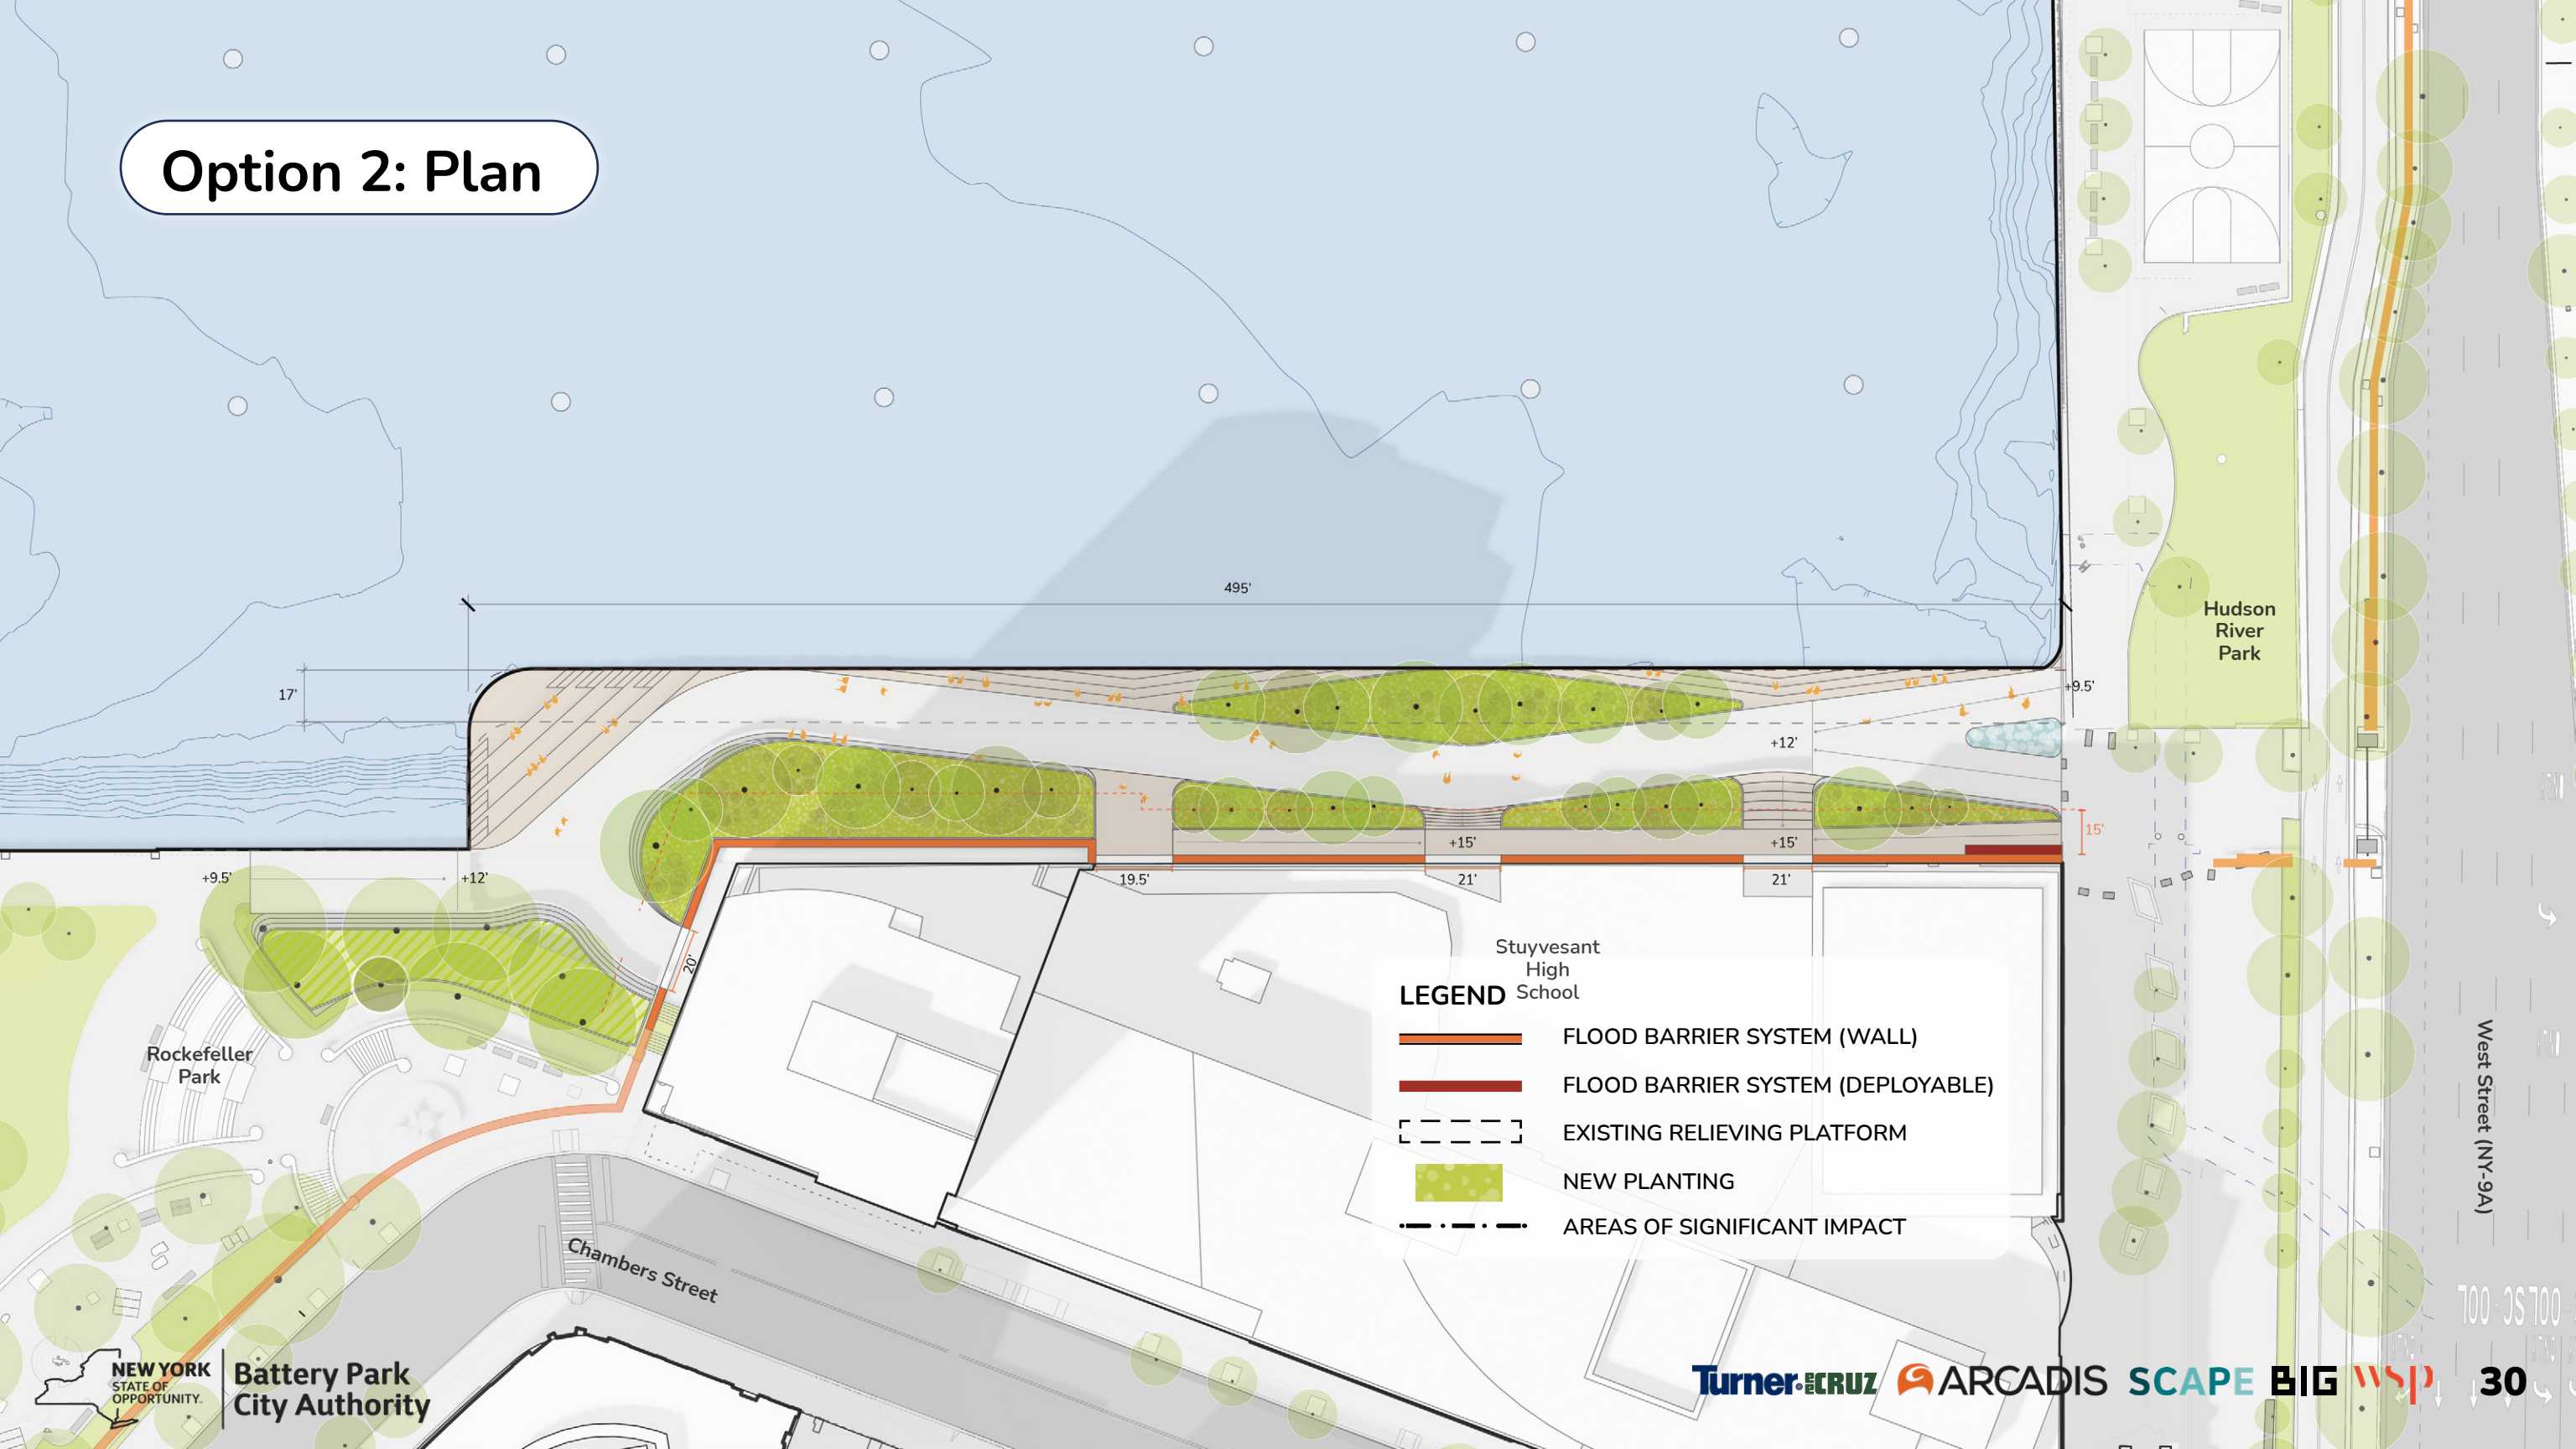 Option 2: Plan
495'
17'
Hudson
River
Park
+9.5'
+12'
15'
+15'
+15'
+9.5'
+12'
19.5'
21'
21'
20'
Stuyvesant
High
School
LEGEND
FLOOD BARRIER SYSTEM (WALL)
FLOOD BARRIER SYSTEM (DEPLOYABLE)
EXISTING RELIEVING PLATFORM
NEW PLANTING
AREAS OF SIGNIFICANT IMPACT
Rockefeller
Park
West Street (NY-9A)
Chambers Street
NEW YORK
STATE OF
OPPORTUNITY.
Battery Park
City Authority
Turner
CRUZ
ARCADIS
SCAPE
BIG
wsp
30